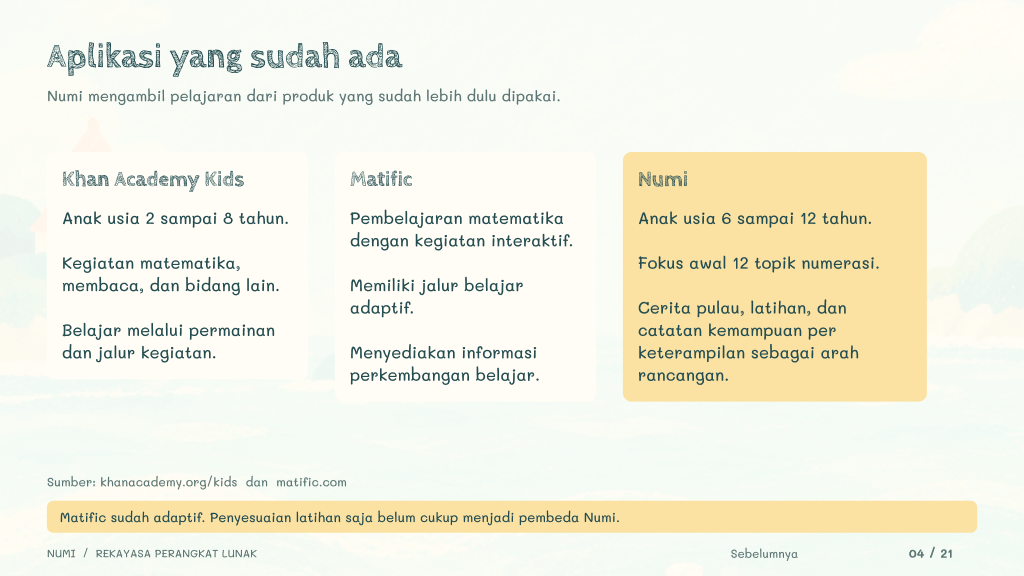 Aplikasi yang sudah ada
Numi mengambil pelajaran dari produk yang sudah lebih dulu dipakai.
Khan Academy Kids
Anak usia 2 sampai 8 tahun.
Kegiatan matematika,
membaca, dan bidang lain.
Belajar melalui permainan
dan jalur kegiatan.
Matific
Pembelajaran matematika
dengan kegiatan interaktif.
Memiliki jalur belajar
adaptif.
Menyediakan informasi
perkembangan belajar.
Numi
Anak usia 6 sampai 12 tahun.
Fokus awal 12 topik numerasi.
Cerita pulau, latihan, dan
catatan kemampuan per
keterampilan sebagai arah
rancangan.
Sumber: khanacademy.org/kids dan matific.com
Matific sudah adaptif. Penyesuaian latihan saja belum cukup menjadi pembeda Numi.
NUMI / REKAYASA PERANGKAT LUNAK
Sebelumnya
04 / 21